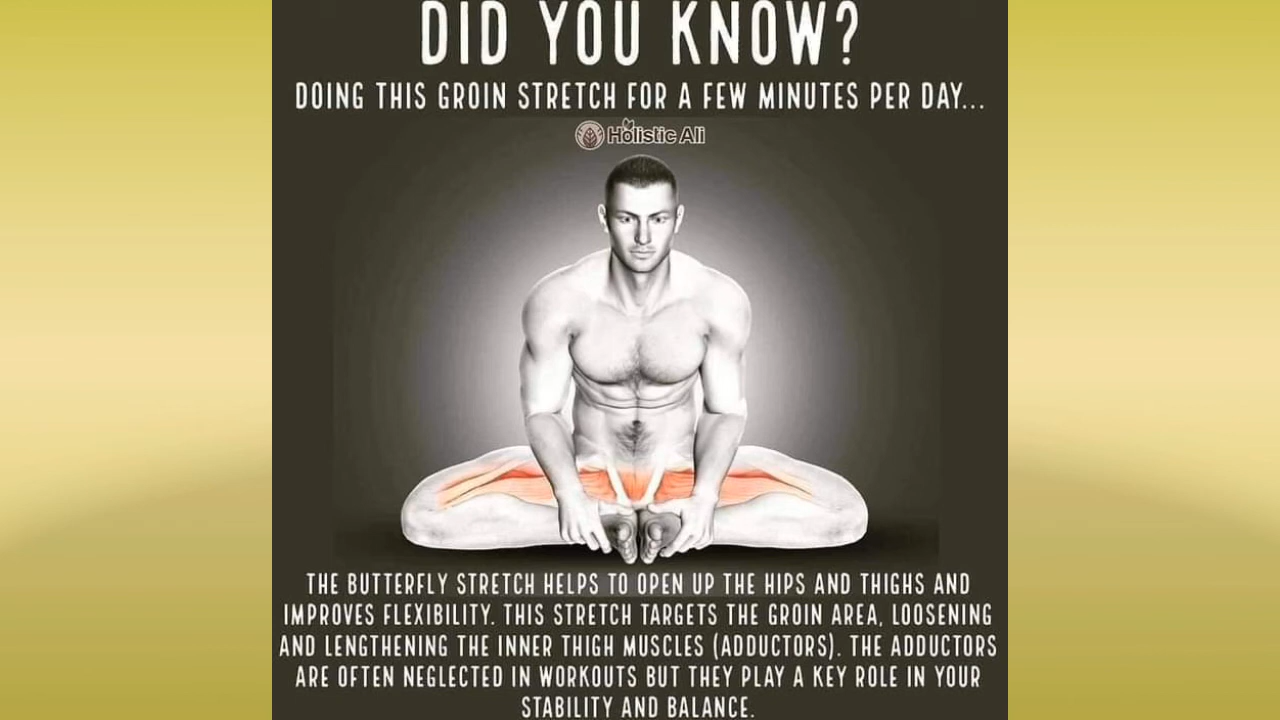 DID YOU KNOW?
DOING THIS GROIN STRETCH FOR A FEW MINUTES PER DAY...
Holistic Ali
THE BUTTERFLY STRETCH HELPS TO OPEN UP THE HIPS AND THIGHS AND
IMPROVES FLEXIBILITY. THIS STRETCH TARGETS THE GROIN AREA, LOOSENING
AND LENGTHENING THE INNER THIGH MUSCLES (ADDUCTORS). THE ADDUCTORS
ARE OFTEN NEGLECTED IN WORKOUTS BUT THEY PLAY A KEY ROLE IN YOUR
STABILITY AND BALANCE.